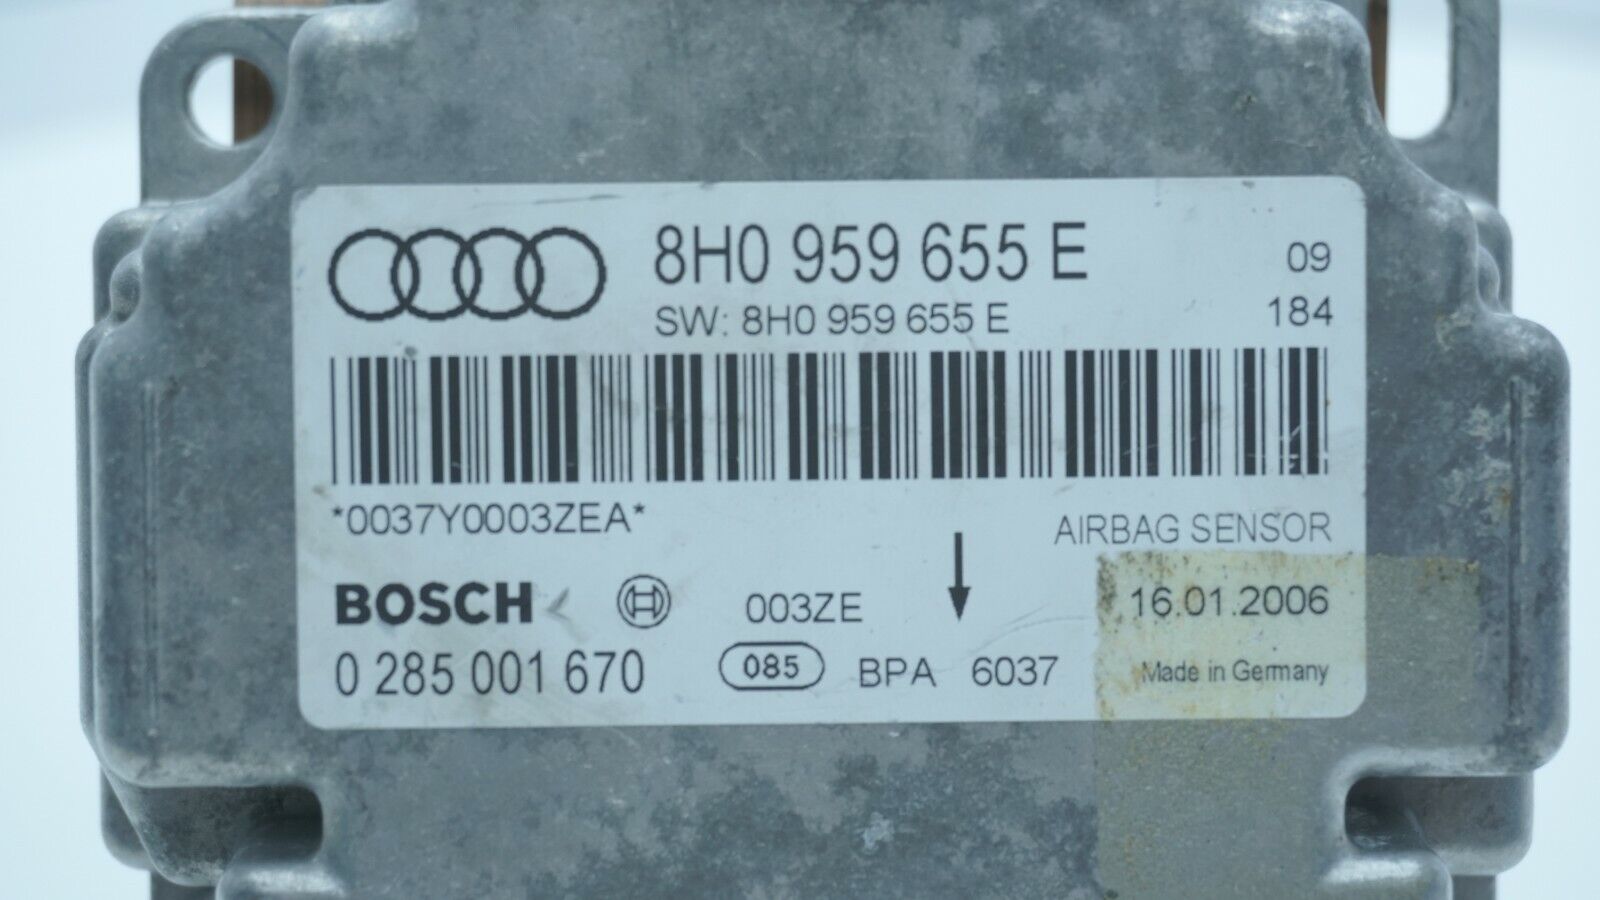 8H0 959 655 E
09
SW: 8H0 959 655 E
184
*0037Y0003ZEA*
AIRBAG SENSOR
BOSCH
H
003ZE
16.01.2006
0 285 001 670
085
BPA 6037
Made in Germany